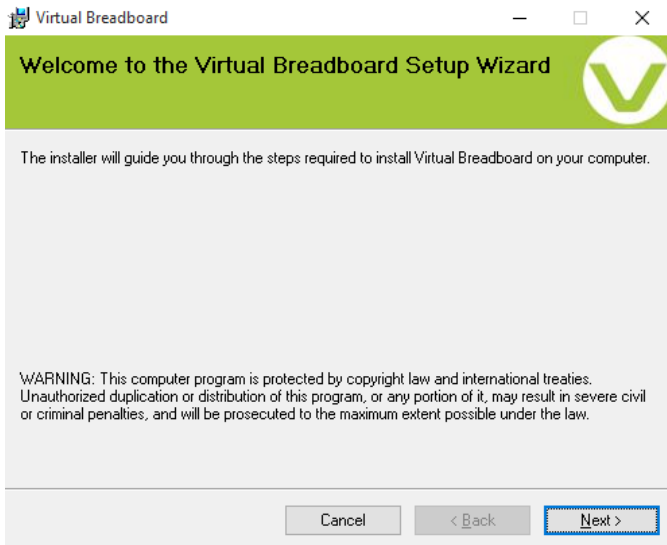 Virtual Breadboard
Welcome to the Virtual Breadboard Setup Wizard
The installer will guide you through the steps required to install Virtual Breadboard on your computer.
WARNING: This computer program is protected by copyright law and international treaties.
Unauthorized duplication or distribution of this program, or any portion of it, may result in severe civil
or criminal penalties, and will be prosecuted to the maximum extent possible under the law.
Cancel
< Back
Next >